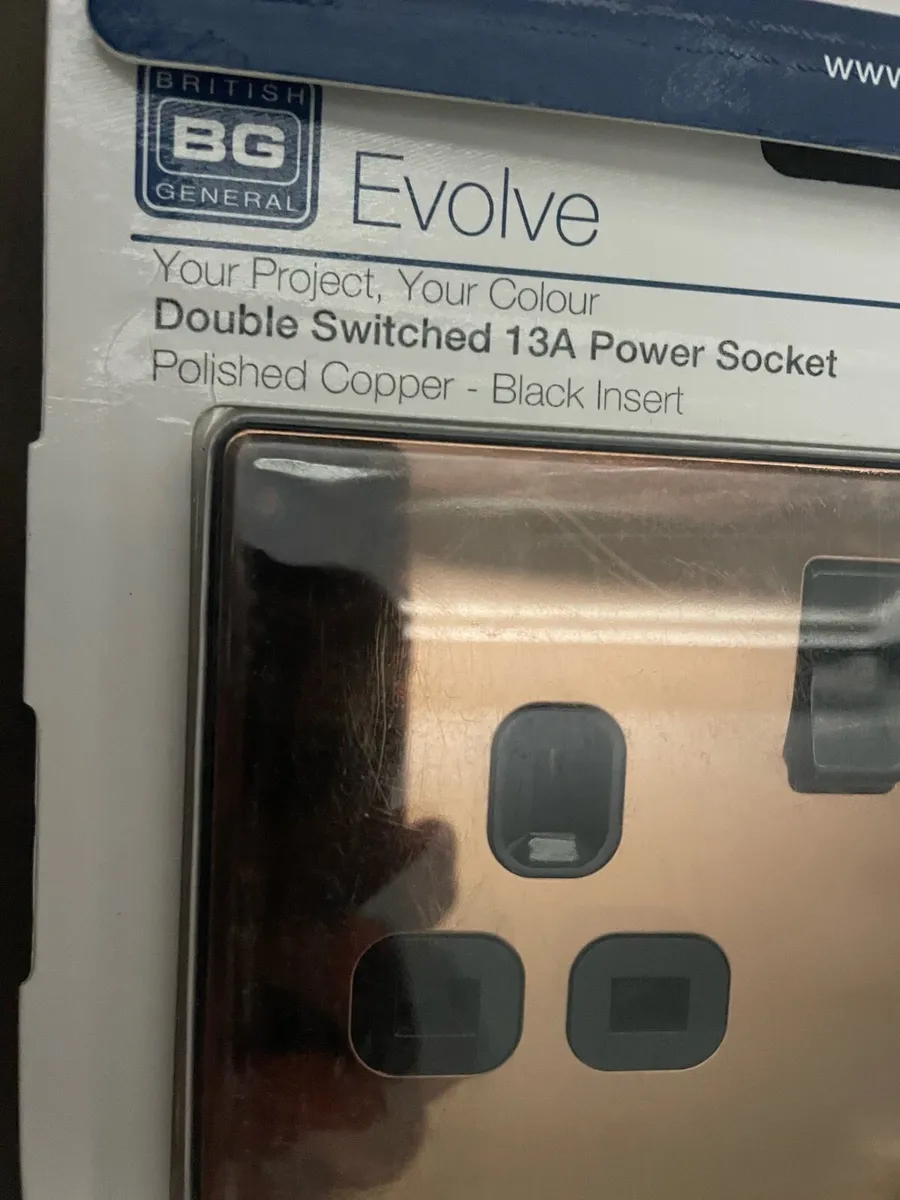 www
BRITISH
BG
GENERAL
Evolve
Your Project, Your Colour
Double Switched 13A Power Socket
Polished Copper - Black Insert